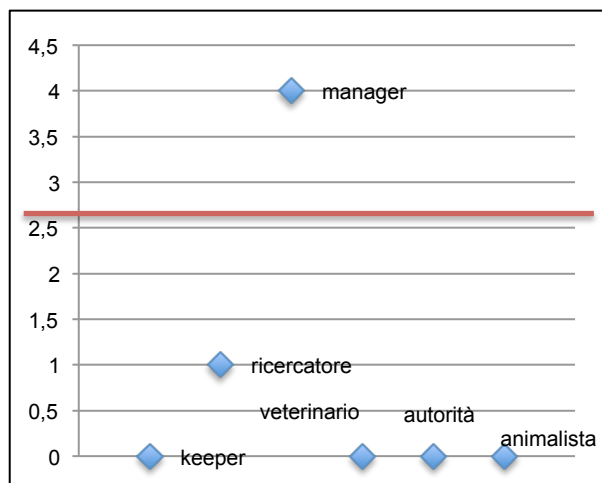 4,5
4
manager
3,5
3
2,5
2
1,5
1
ricercatore
0,5
veterinario
autorità
animalista
0
keeper